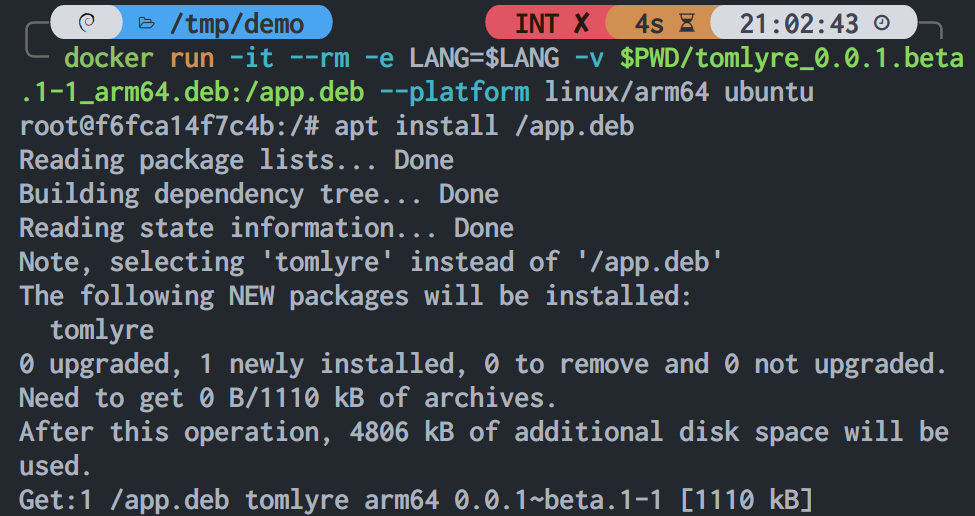 /tmp/demo INT ✘ 4s 21:02:43
docker run -it --rm -e LANG=$LANG -v $PWD/tomlyre_0.0.1.beta
.1-1_arm64.deb:/app.deb --platform linux/arm64 ubuntu
root@f6fca14f7c4b:/# apt install /app.deb
Reading package lists... Done
Building dependency tree... Done
Reading state information... Done
Note, selecting 'tomlyre' instead of '/app.deb'
The following NEW packages will be installed:
tomlyre
0 upgraded, 1 newly installed, 0 to remove and 0 not upgraded.
Need to get 0 B/1110 kB of archives.
After this operation, 4806 kB of additional disk space will be
used.
Get:1 /app.deb tomlyre arm64 0.0.1~beta.1-1 [1110 kB]